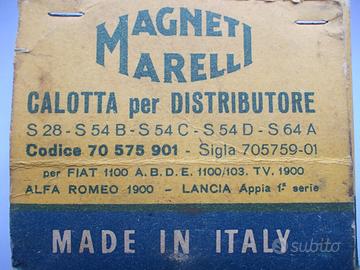 MAGNETI
MARELLI
CALOTTA per DISTRIBUTORE
S 28 - S 54 B - S 54 C - S 54 D - S 64 A
Codice 70 575 901 - Sigla 705759-01
per FIAT 1100 A.B.D.E. 1100/103. TV. 1900
ALFA ROMEO 1900 - LANCIA Appia 1ª serie
MADE IN ITALY
subito